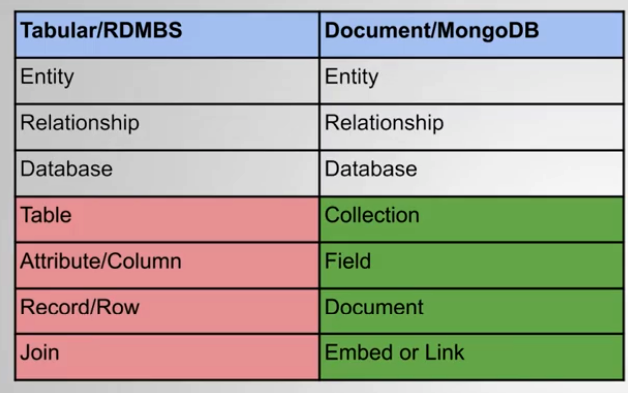 Tabular/RDMBS Document/MongoDB
Entity Entity
Relationship Relationship
Database Database
Table Collection
Attribute/Column Field
Record/Row Document
Join Embed or Link